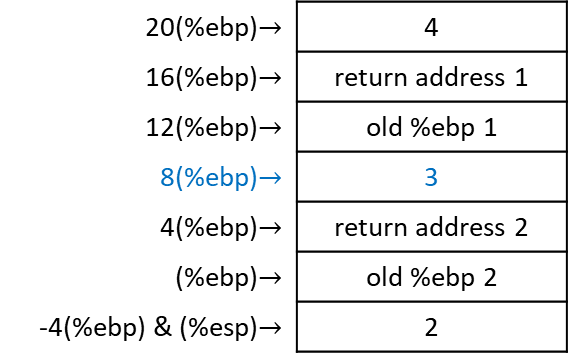 20(%ebp)→ 4
16(%ebp)→ return address 1
12(%ebp)→ old %ebp 1
8(%ebp)→ 3
4(%ebp)→ return address 2
(%ebp)→ old %ebp 2
-4(%ebp) & (%esp)→ 2